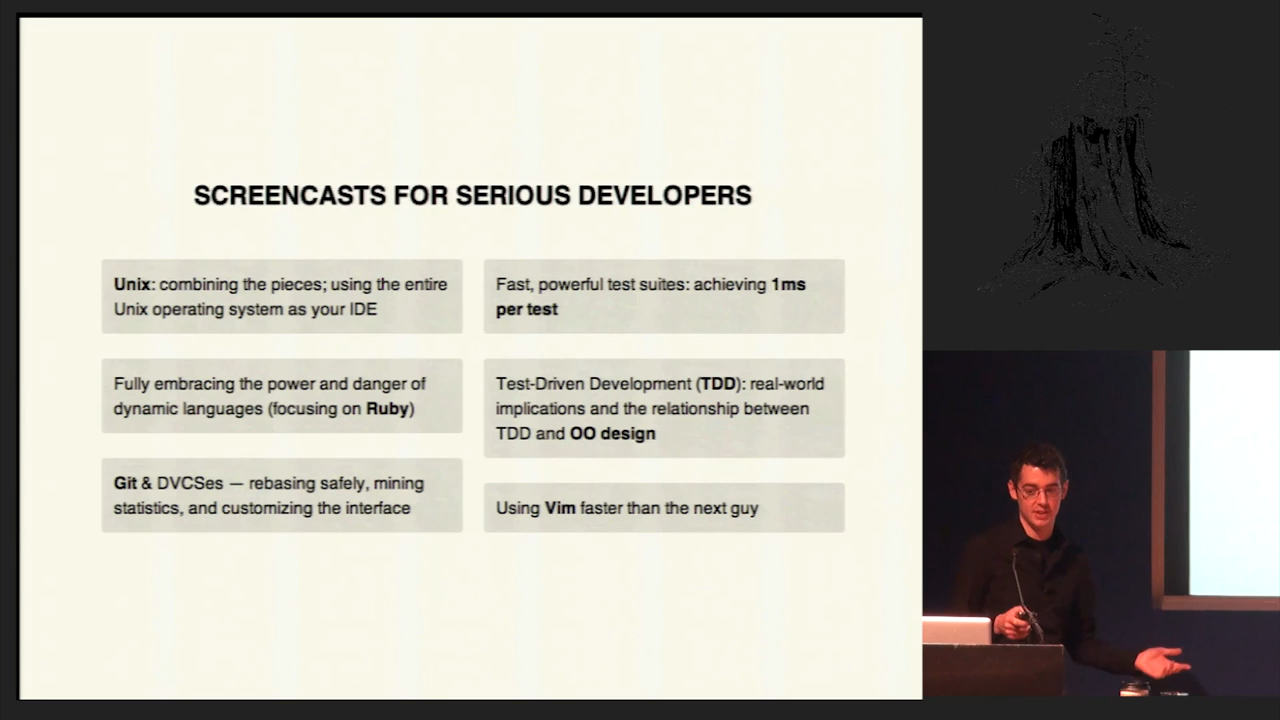 SCREENCASTS FOR SERIOUS DEVELOPERS
Unix: combining the pieces; using the entire
Unix operating system as your IDE
Fully embracing the power and danger of
dynamic languages (focusing on Ruby)
Git & DVCSes — rebasing safely, mining
statistics, and customizing the interface
Fast, powerful test suites: achieving 1ms
per test
Test-Driven Development (TDD): real-world
implications and the relationship between
TDD and OO design
Using Vim faster than the next guy